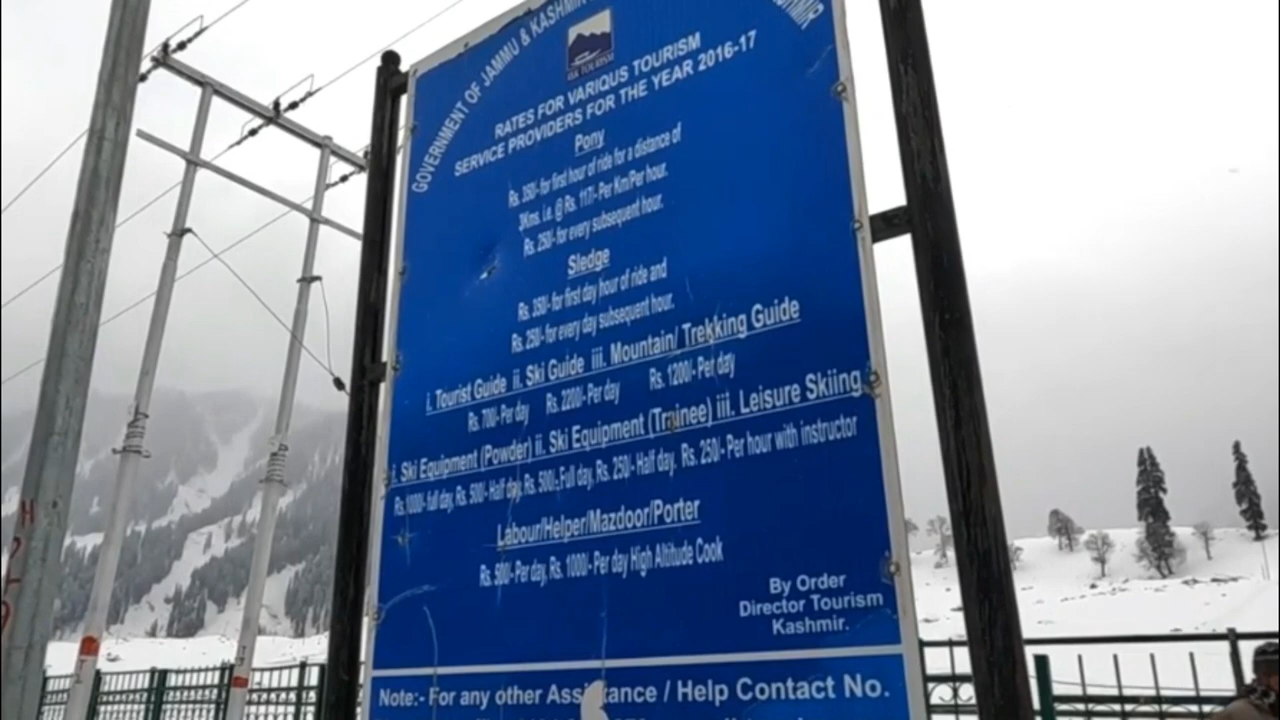 GOVERNMENT OF JAMMU & KASHMIR
J&K TOURISM
RATES FOR VARIQUS TOURISM
SERVICE PROVIDERS FOR THE YEAR 2016-17
Pony
Rs. 350/- for first hour of ride for a distance of
3Kms. i.e. @ Rs. 117/- Per Km/Per hour.
Rs. 250/- for every subsequent hour.
Sledge
Rs. 350/- for first day hour of ride and
Rs. 250/- for every day subsequent hour.
i. Tourist Guide ii. Ski Guide iii. Mountain/ Trekking Guide
Rs. 700/- Per day Rs. 2200/- Per day Rs. 1200/- Per day
i. Ski Equipment (Powder) ii. Ski Equipment (Trainee) iii. Leisure Skiing
Rs. 1000/- full day, Rs. 500/- Half day, Rs. 500/- Full day, Rs. 250/- Half day. Rs. 250/- Per hour with instructor
Labour/Helper/Mazdoor/Porter
Rs. 500/- Per day, Rs. 1000/- Per day High Altitude Cook
By Order
Director Tourism
Kashmir.
Note:- For any other Assistance / Help Contact No.